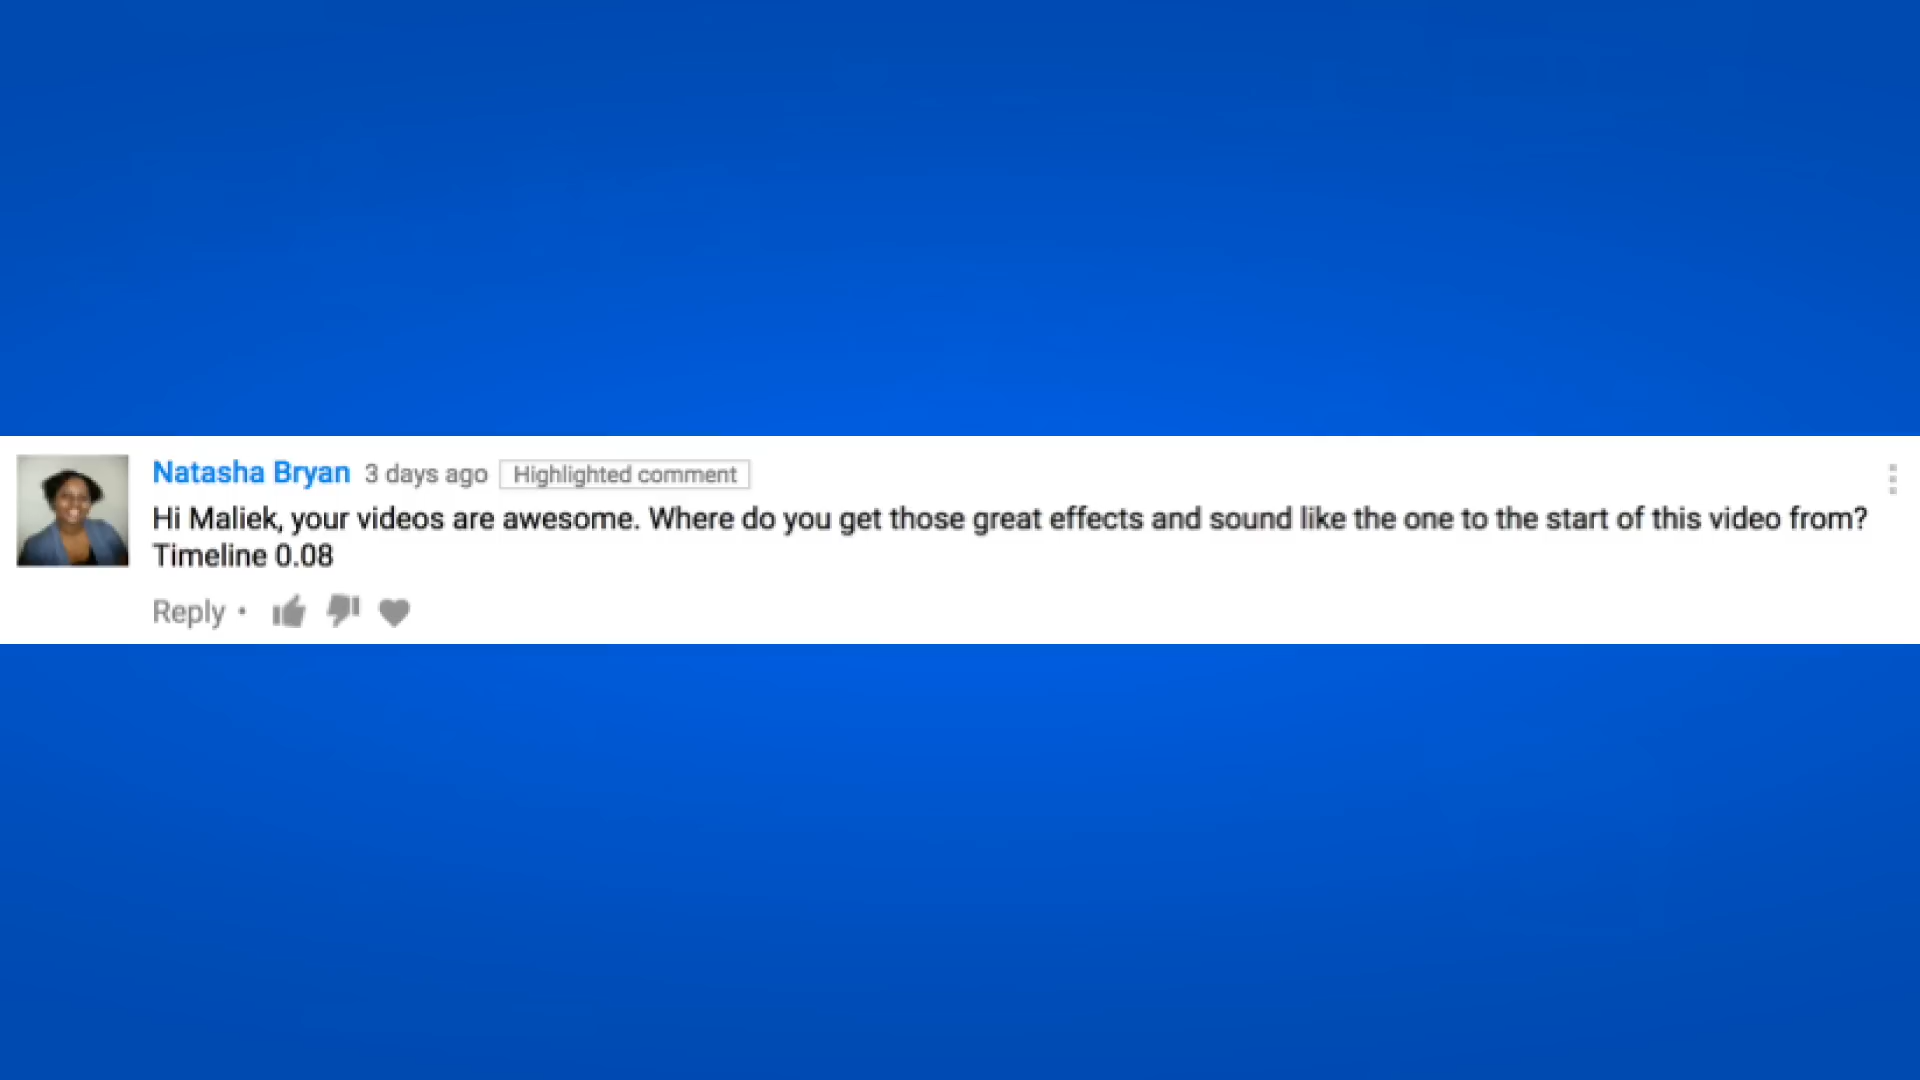 Natasha Bryan 3 days ago Highlighted comment
Hi Maliek, your videos are awesome. Where do you get those great effects and sound like the one to the start of this video from?
Timeline 0.08
Reply •